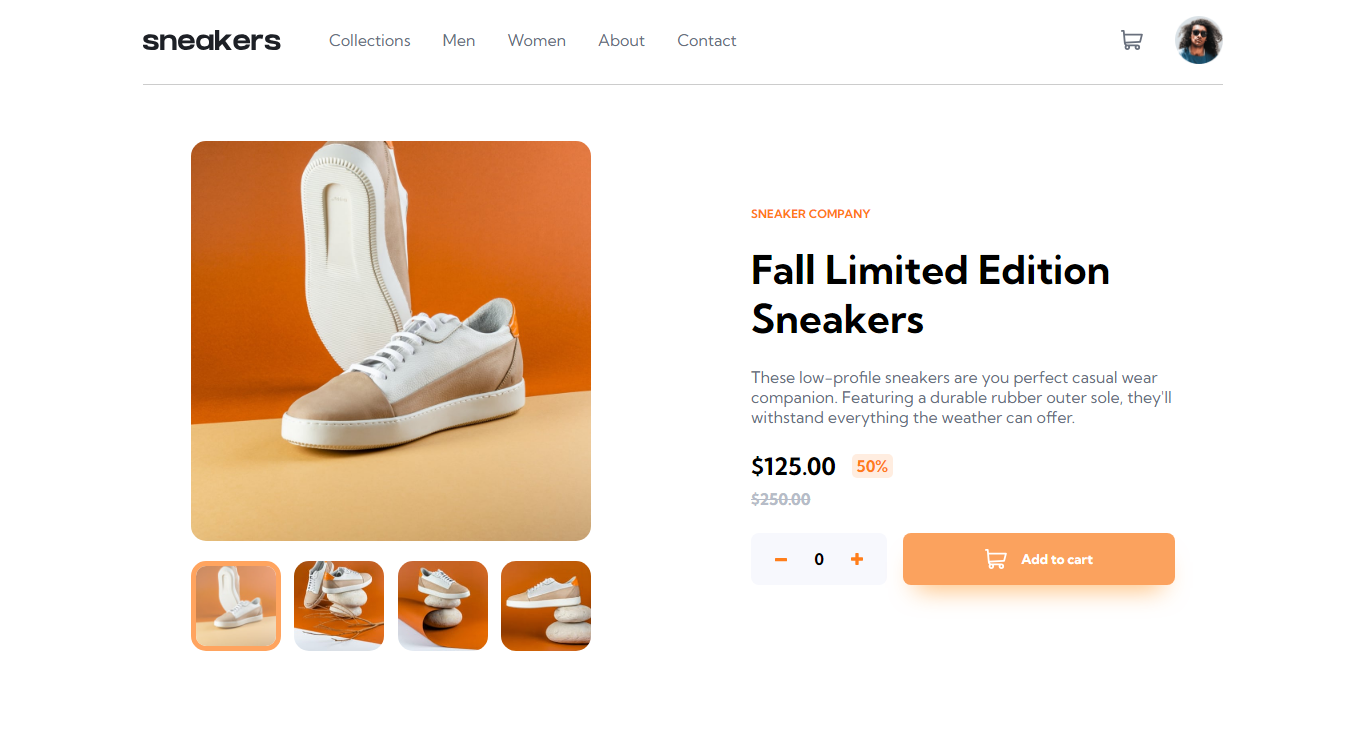 sneakers Collections Men Women About Contact
SNEAKER COMPANY
Fall Limited Edition
Sneakers
These low-profile sneakers are you perfect casual wear
companion. Featuring a durable rubber outer sole, they'll
withstand everything the weather can offer.
$125.00 50%
$250.00
0 Add to cart